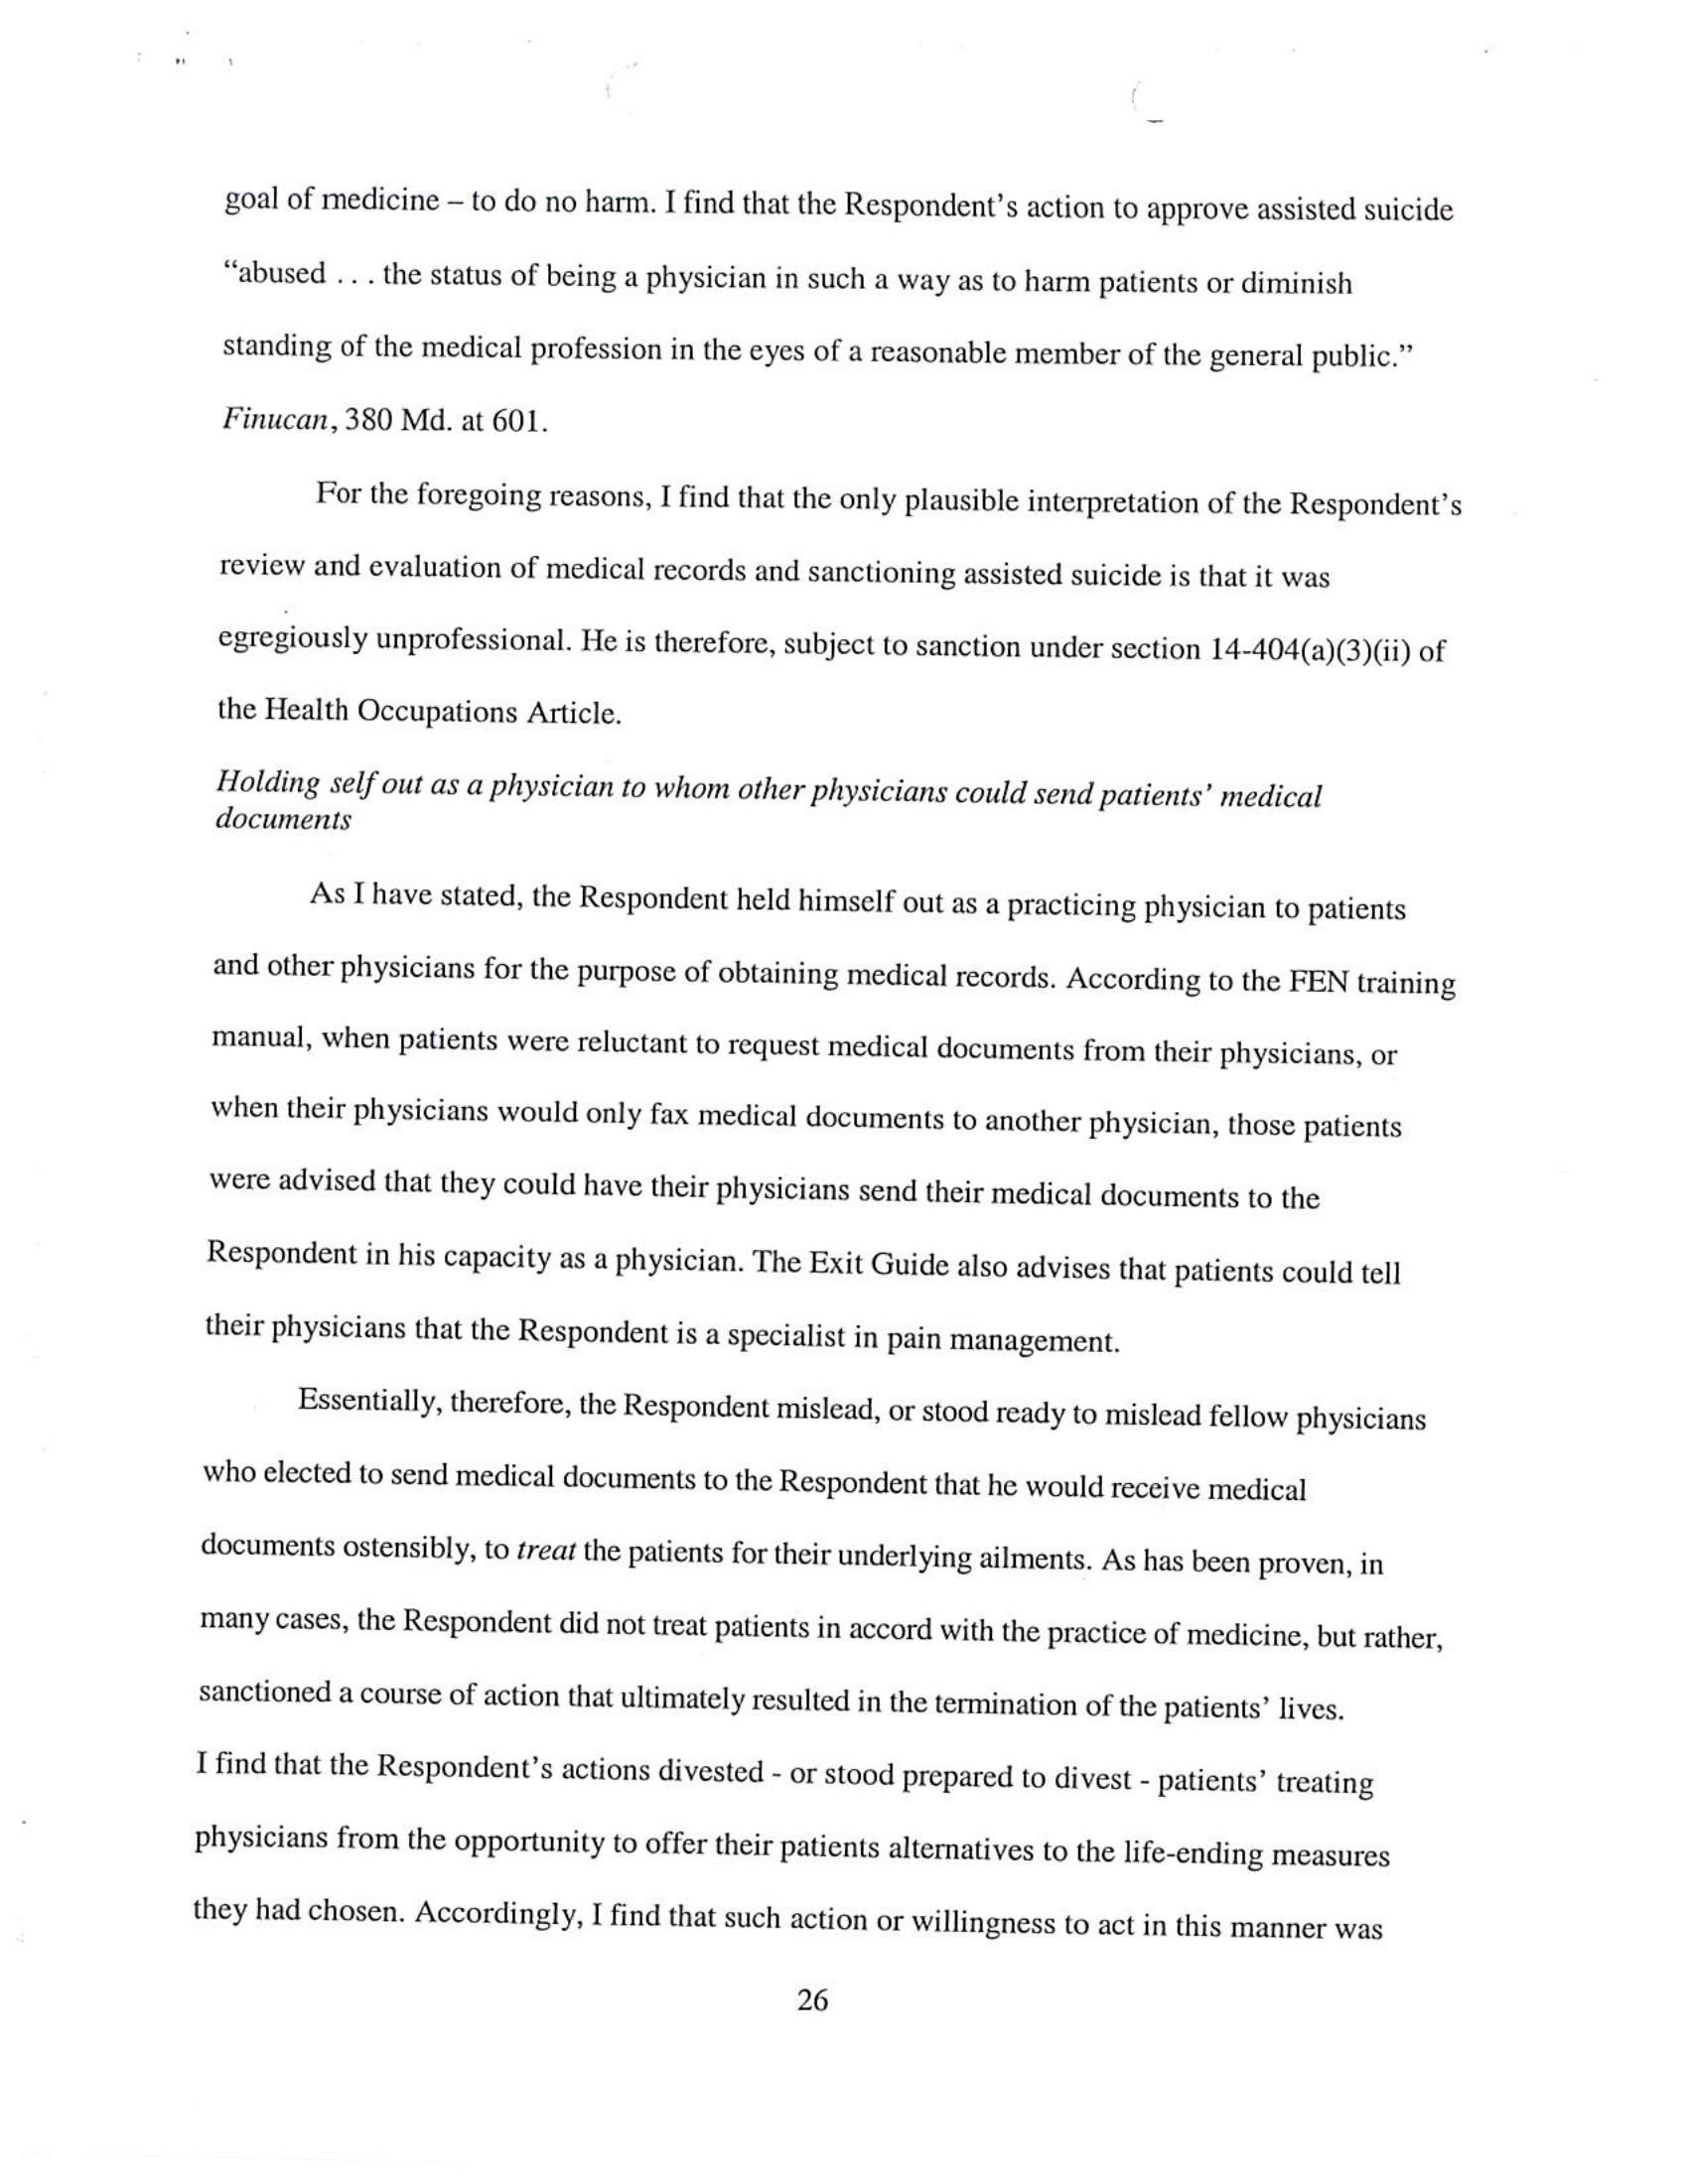 goal of medicine – to do no harm. I find that the Respondent's action to approve assisted suicide
“abused . . . the status of being a physician in such a way as to harm patients or diminish
standing of the medical profession in the eyes of a reasonable member of the general public.”
Finucan, 380 Md. at 601.
For the foregoing reasons, I find that the only plausible interpretation of the Respondent's
review and evaluation of medical records and sanctioning assisted suicide is that it was
egregiously unprofessional. He is therefore, subject to sanction under section 14-404(a)(3)(ii) of
the Health Occupations Article.
Holding self out as a physician to whom other physicians could send patients' medical
documents
As I have stated, the Respondent held himself out as a practicing physician to patients
and other physicians for the purpose of obtaining medical records. According to the FEN training
manual, when patients were reluctant to request medical documents from their physicians, or
when their physicians would only fax medical documents to another physician, those patients
were advised that they could have their physicians send their medical documents to the
Respondent in his capacity as a physician. The Exit Guide also advises that patients could tell
their physicians that the Respondent is a specialist in pain management.
Essentially, therefore, the Respondent mislead, or stood ready to mislead fellow physicians
who elected to send medical documents to the Respondent that he would receive medical
documents ostensibly, to treat the patients for their underlying ailments. As has been proven, in
many cases, the Respondent did not treat patients in accord with the practice of medicine, but rather,
sanctioned a course of action that ultimately resulted in the termination of the patients' lives.
I find that the Respondent's actions divested - or stood prepared to divest - patients' treating
physicians from the opportunity to offer their patients alternatives to the life-ending measures
they had chosen. Accordingly, I find that such action or willingness to act in this manner was
26